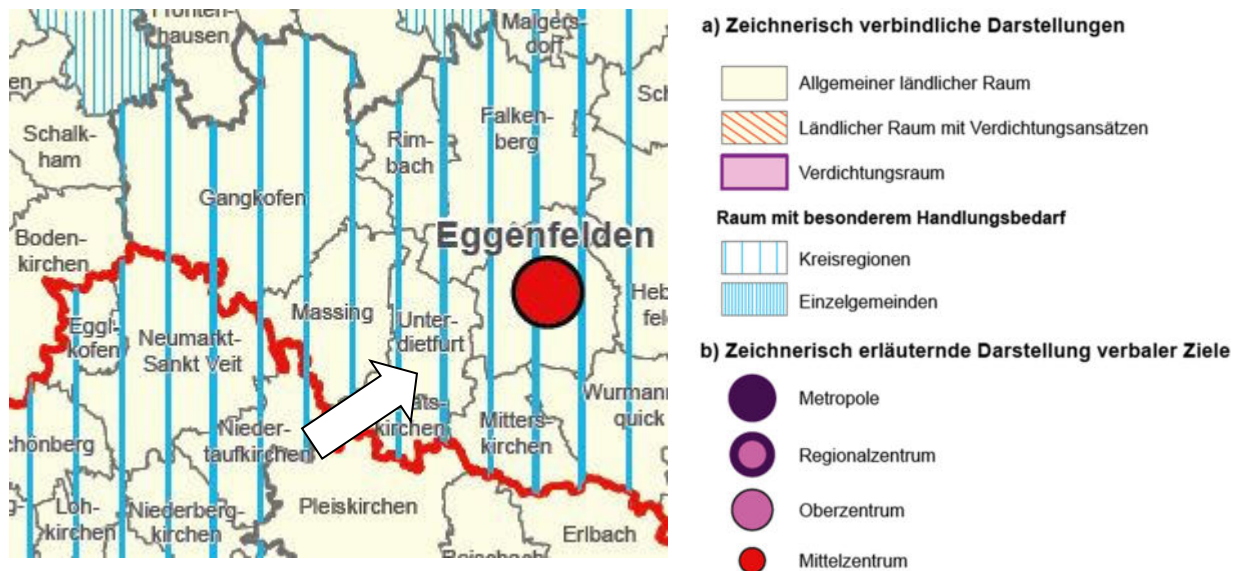 hausen
Malgers-
dorf
en
Schalk-
ham
Rim-
bach
Falken-
berg
Sch
Gangkofen
Boden-
kirchen
Eggenfelden
Heb
fel
Massing
Unter-
dietfurt
Eggl-
kofen
Neumarkt-
Sankt Veit
Wurmann
quick
ats-
kirchen
Mitters-
kirchen
Nieder-
taufkirchen
chönberg
Pleiskirchen
Loh-
kirchen
Niederberg-
kirchen
Erlbach
a) Zeichnerisch verbindliche Darstellungen
Allgemeiner ländlicher Raum
Ländlicher Raum mit Verdichtungsansätzen
Verdichtungsraum
Raum mit besonderem Handlungsbedarf
Kreisregionen
Einzelgemeinden
b) Zeichnerisch erläuternde Darstellung verbaler Ziele
Metropole
Regionalzentrum
Oberzentrum
Mittelzentrum